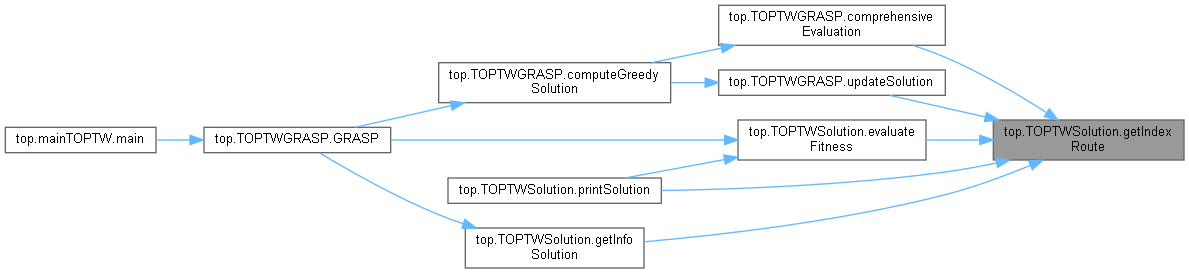 top.TOPTWGRASP.comprehensive
Evaluation
top.TOPTWGRASP.computeGreedy
Solution
top.TOPTWGRASP.updateSolution
top.mainTOPTW.main
top.TOPTWGRASP.GRASP
top.TOPTWSolution.evaluate
Fitness
top.TOPTWSolution.getIndex
Route
top.TOPTWSolution.printSolution
top.TOPTWSolution.getInfo
Solution